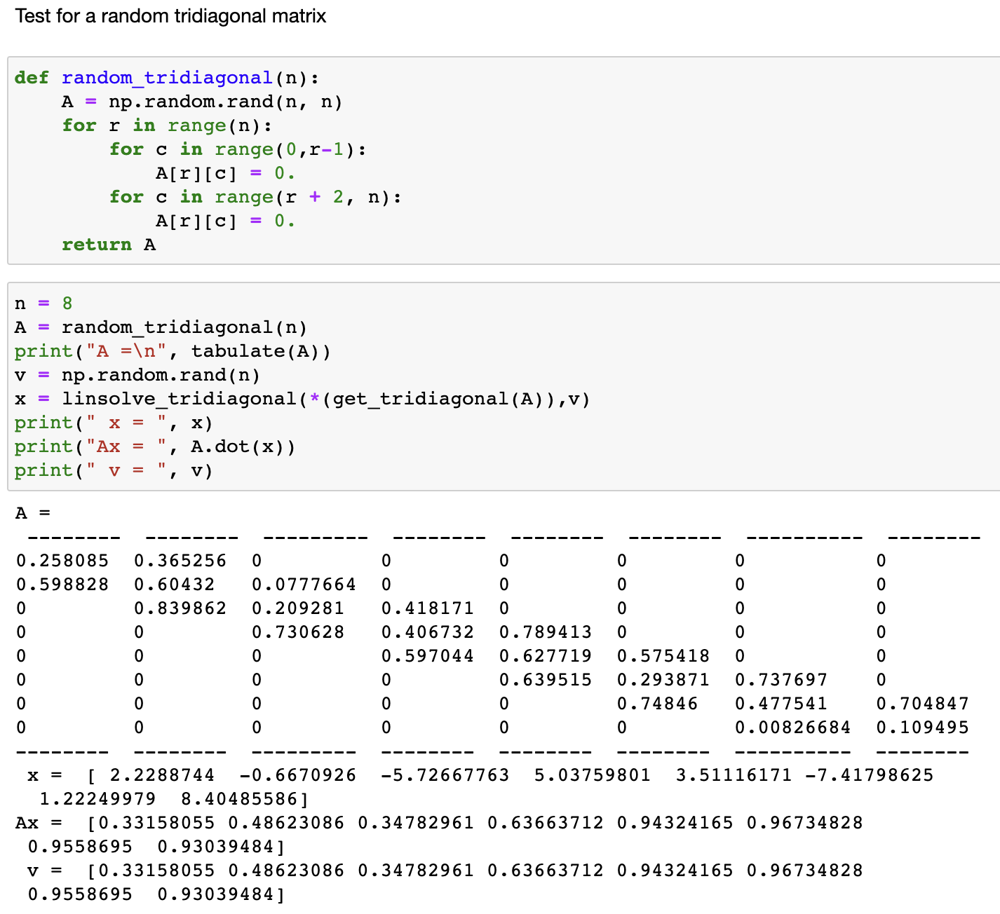 Test for a random tridiagonal matrix
def random_tridiagonal(n):
    A = np.random.rand(n, n)
    for r in range(n):
        for c in range(0,r-1):
            A[r][c] = 0.
        for c in range(r + 2, n):
            A[r][c] = 0.
    return A
n = 8
A = random_tridiagonal(n)
print("A =\n", tabulate(A))
v = np.random.rand(n)
x = linsolve_tridiagonal(*(get_tridiagonal(A)),v)
print(" x = ", x)
print("Ax = ", A.dot(x))
print(" v = ", v)
A =
 --------  --------  ---------  --------  --------  --------  ----------  --------
0.258085  0.365256  0          0         0         0         0           0
0.598828  0.60432   0.0777664  0         0         0         0           0
0         0.839862  0.209281   0.418171  0         0         0           0
0         0         0.730628   0.406732  0.789413  0         0           0
0         0         0          0.597044  0.627719  0.575418  0           0
0         0         0          0         0.639515  0.293871  0.737697    0
0         0         0          0         0         0.74846   0.477541    0.704847
0         0         0          0         0         0         0.00826684  0.109495
--------  --------  ---------  --------  --------  --------  ----------  --------
 x =  [ 2.2288744  -0.6670926  -5.72667763  5.03759801  3.51116171 -7.41798625
  1.22249979  8.40485586]
Ax =  [0.33158055 0.48623086 0.34782961 0.63663712 0.94324165 0.96734828
 0.9558695  0.93039484]
 v =  [0.33158055 0.48623086 0.34782961 0.63663712 0.94324165 0.96734828
 0.9558695  0.93039484]